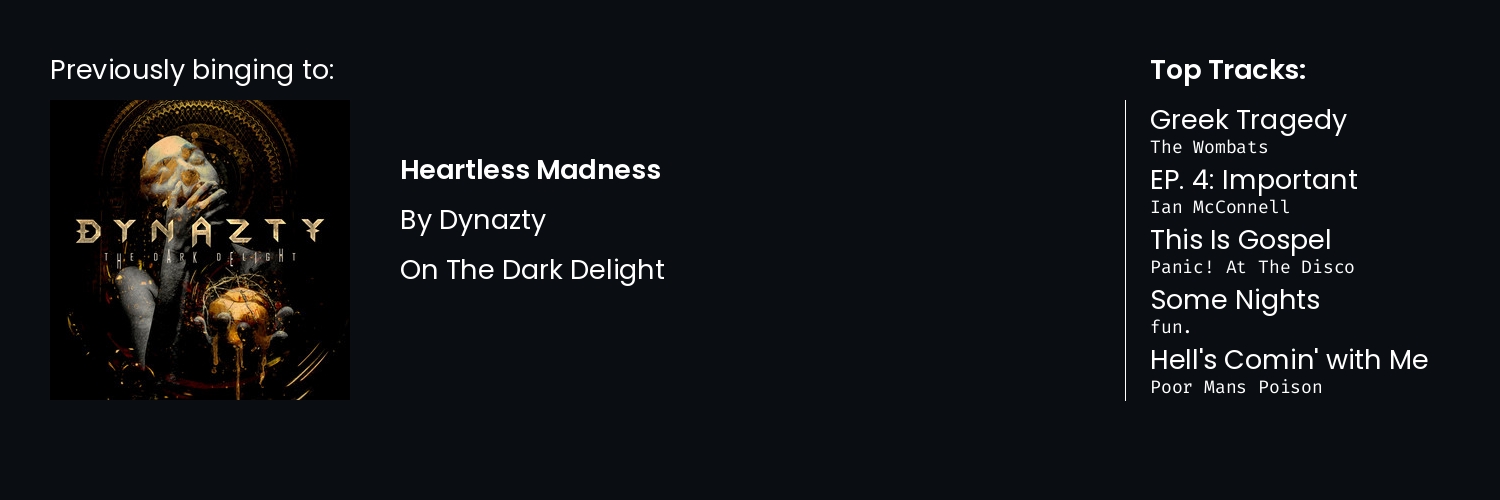 Previously binging to:
DYNAZTY
THE DARK DELIGHT
Heartless Madness
By Dynazty
On The Dark Delight
Top Tracks:
Greek Tragedy
The Wombats
EP. 4: Important
Ian McConnell
This Is Gospel
Panic! At The Disco
Some Nights
fun.
Hell's Comin' with Me
Poor Mans Poison